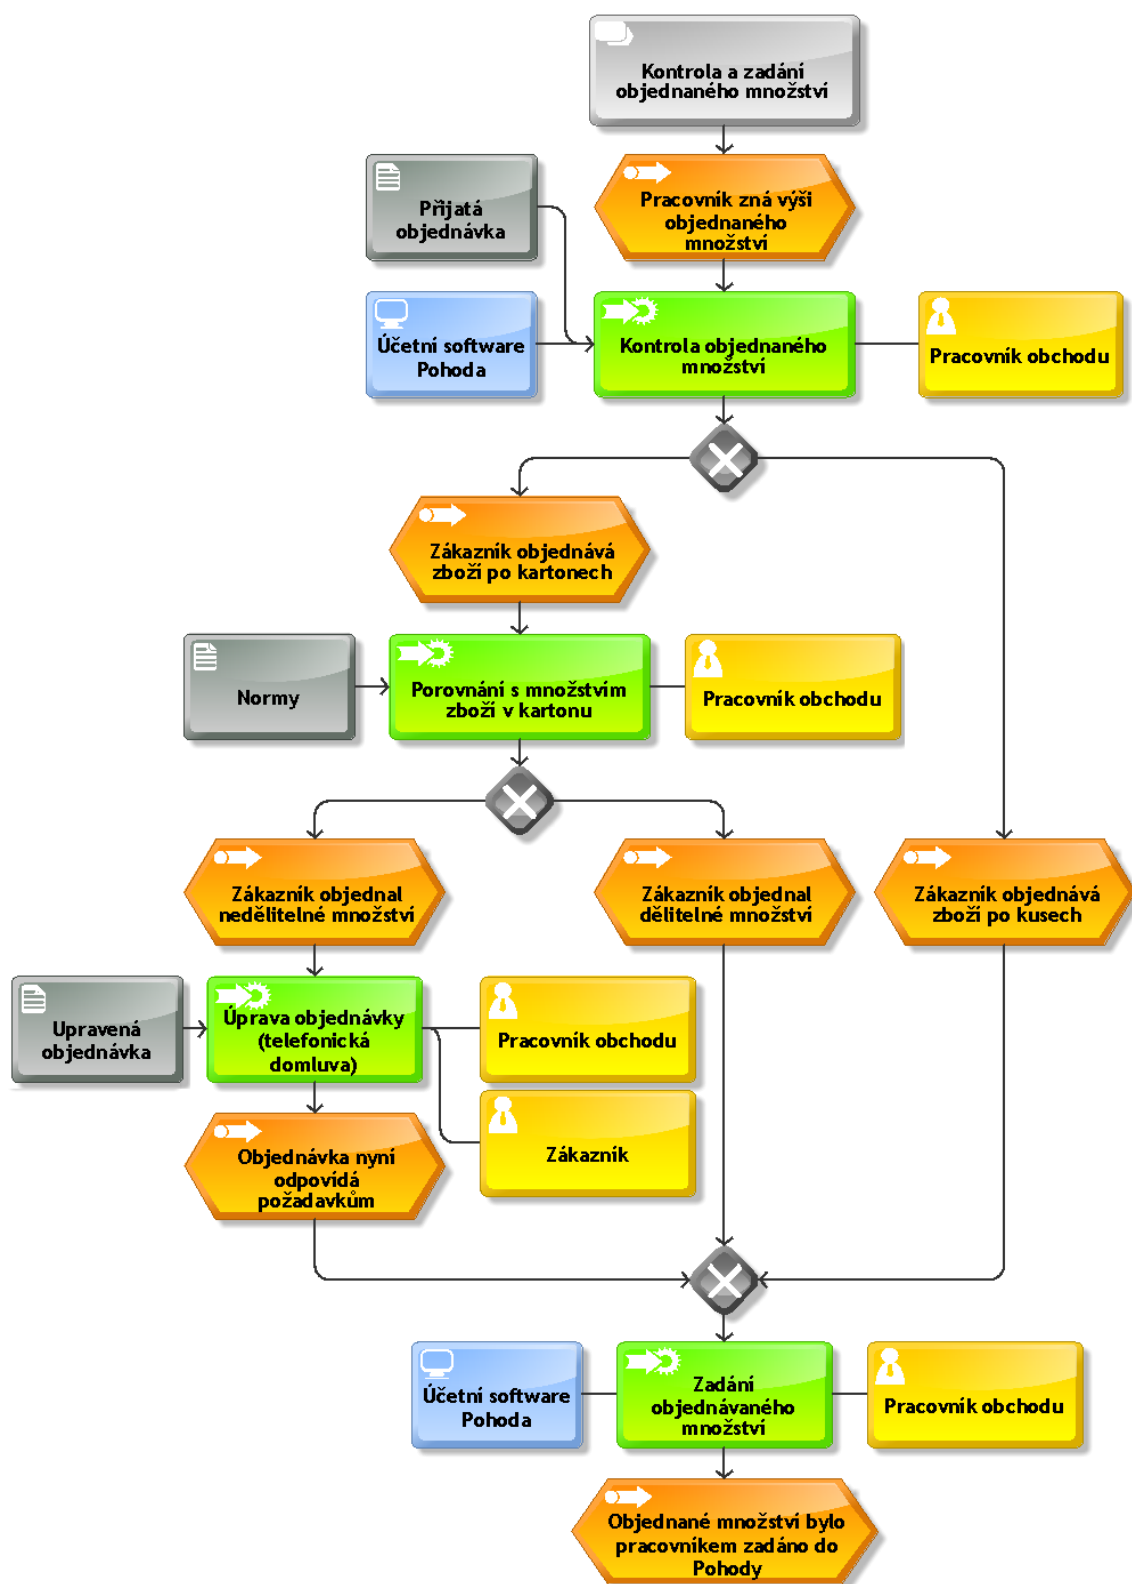 Kontrola a zadání
objednaného množství
Pracovník zná výši
objednaného
množství
Přijatá
objednávka
Účetní software
Pohoda
Kontrola objednaného
množství
Pracovník obchodu
Zákazník objednává
zboží po kartonech
Normy
Porovnání s množstvím
zboží v kartonu
Pracovník obchodu
Zákazník objednal
nedělitelné množství
Zákazník objednal
dělitelné množství
Zákazník objednává
zboží po kusech
Upravená
objednávka
Úprava objednávky
(telefonická
domluva)
Pracovník obchodu
Zákazník
Objednávka nyní
odpovídá
požadavkům
Účetní software
Pohoda
Zadání
objednávaného
množství
Pracovník obchodu
Objednané množství bylo
pracovníkem zadáno do
Pohody